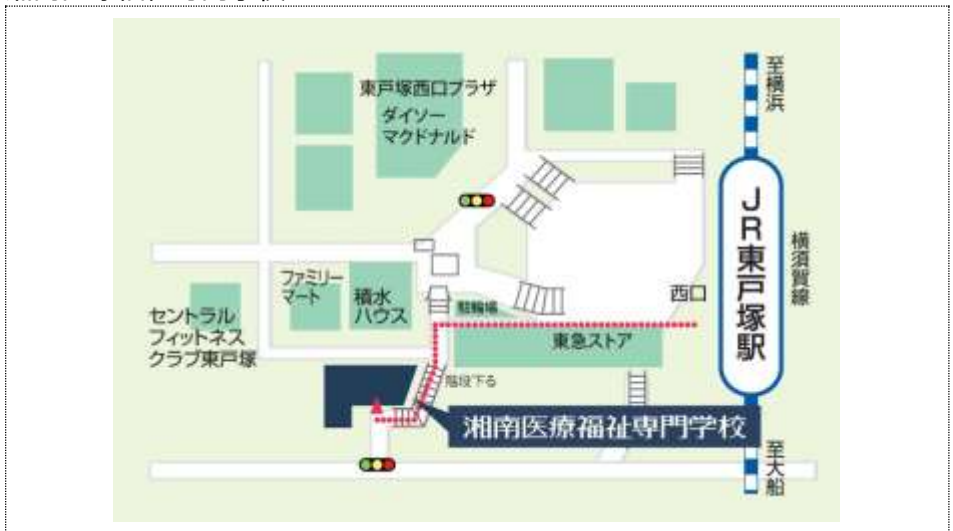 東戸塚西口プラザ
ダイソー
マクドナルド
至横浜
JR東戸塚駅
横須賀線
西口
ファミリー
マート
積水
ハウス
駐輪場
セントラル
フィットネス
クラブ東戸塚
東急ストア
階段下る
湘南医療福祉専門学校
至大船